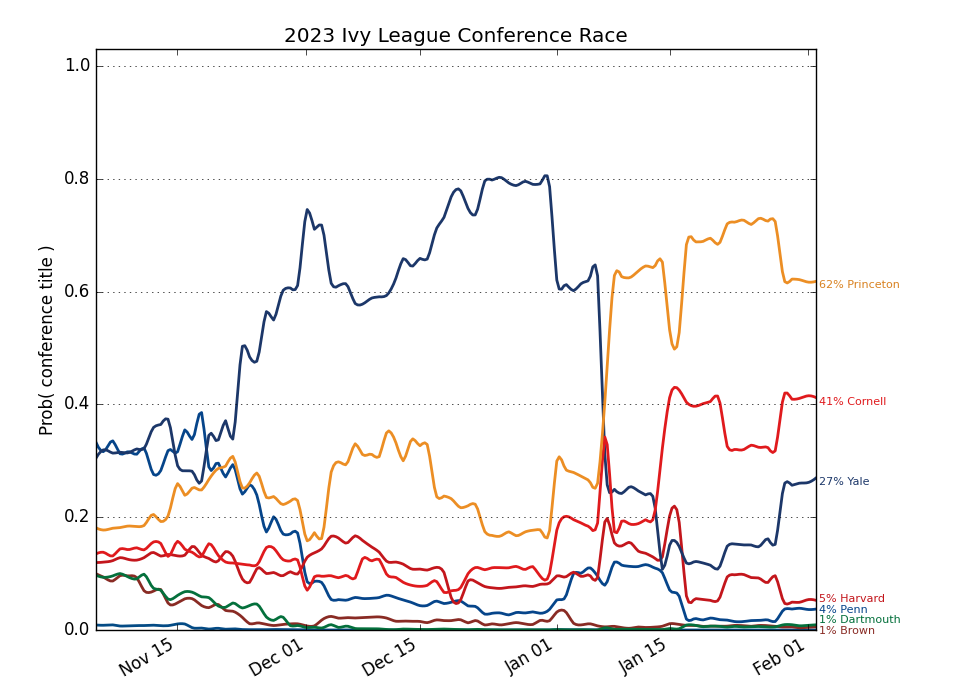 2023 Ivy League Conference Race
Prob( conference title )
1.0
0.8
0.6
0.4
0.2
0.0
62% Princeton
41% Cornell
27% Yale
5% Harvard
4% Penn
1% Dartmouth
1% Brown
Nov 15
Dec 01
Dec 15
Jan 01
Jan 15
Feb 01